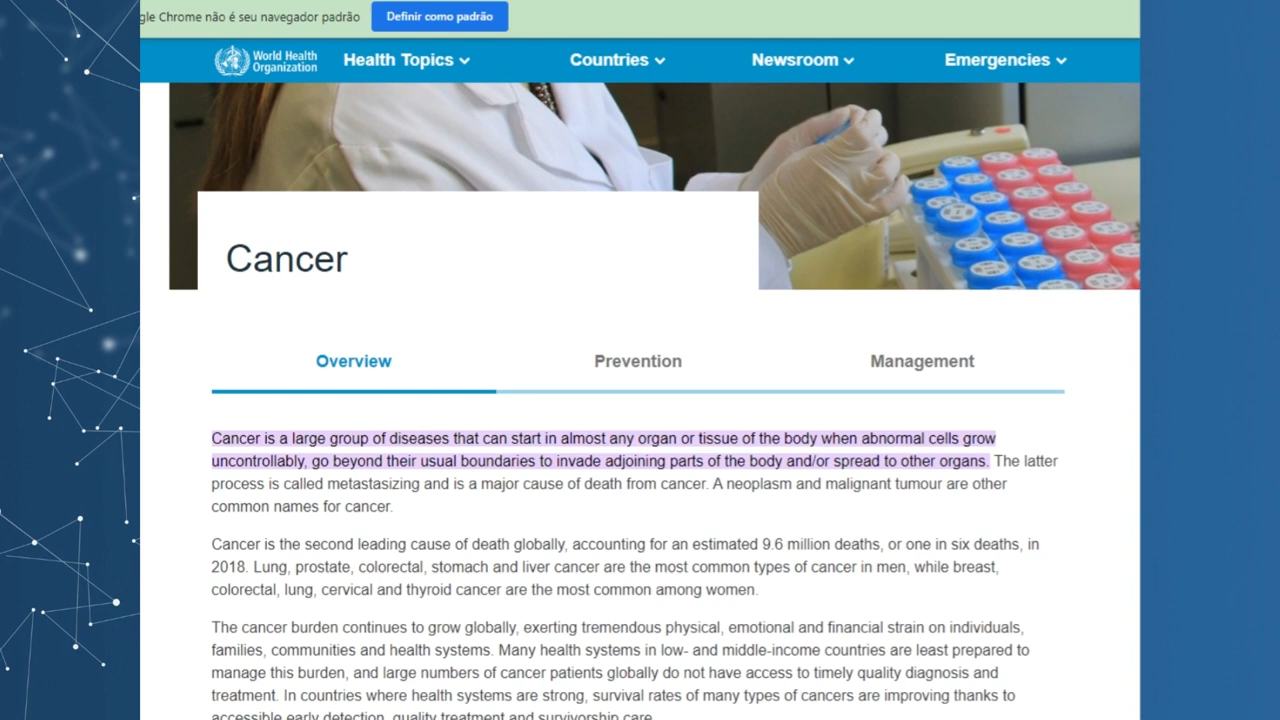 gle Chrome não é seu navegador padrão
Definir como padrão
World Health
Organization
Health Topics
Countries
Newsroom
Emergencies
Cancer
Overview
Prevention
Management
Cancer is a large group of diseases that can start in almost any organ or tissue of the body when abnormal cells grow
uncontrollably, go beyond their usual boundaries to invade adjoining parts of the body and/or spread to other organs. The latter
process is called metastasizing and is a major cause of death from cancer. A neoplasm and malignant tumour are other
common names for cancer.
Cancer is the second leading cause of death globally, accounting for an estimated 9.6 million deaths, or one in six deaths, in
2018. Lung, prostate, colorectal, stomach and liver cancer are the most common types of cancer in men, while breast,
colorectal, lung, cervical and thyroid cancer are the most common among women.
The cancer burden continues to grow globally, exerting tremendous physical, emotional and financial strain on individuals,
families, communities and health systems. Many health systems in low- and middle-income countries are least prepared to
manage this burden, and large numbers of cancer patients globally do not have access to timely quality diagnosis and
treatment. In countries where health systems are strong, survival rates of many types of cancers are improving thanks to
accessible early detection, quality treatment and survivorship care.